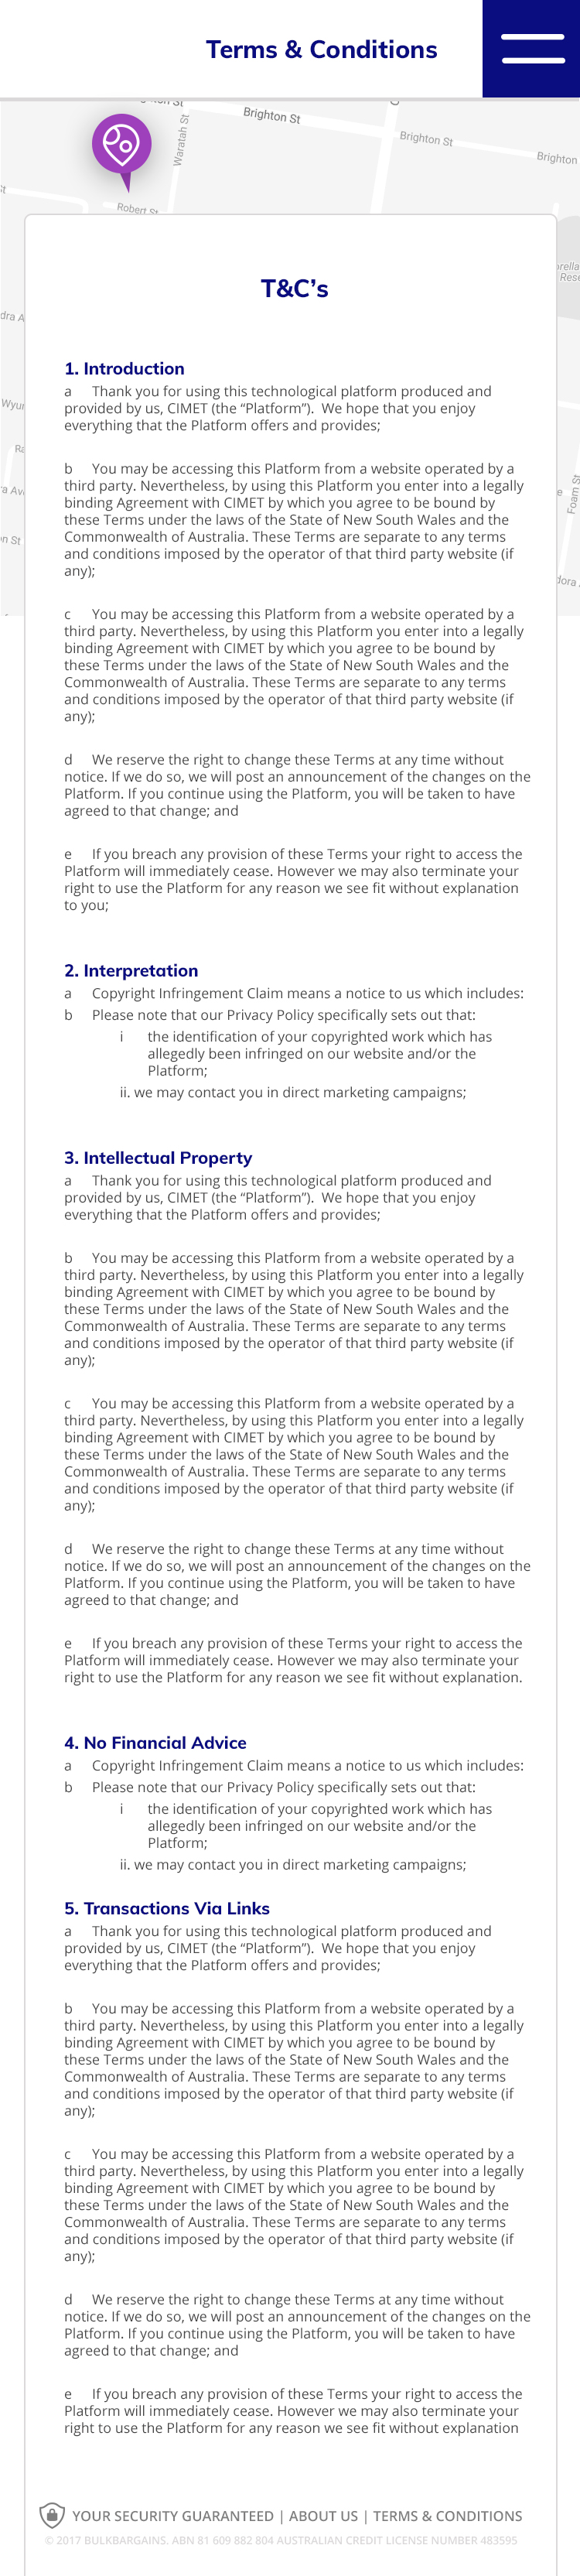 Terms & Conditions
Brighton St
Waratah St
Brighton St
Brighton
Robert St
T&C's
1. Introduction
a Thank you for using this technological platform produced and
provided by us, CIMET (the “Platform”). We hope that you enjoy
everything that the Platform offers and provides;
b You may be accessing this Platform from a website operated by a
third party. Nevertheless, by using this Platform you enter into a legally
binding Agreement with CIMET by which you agree to be bound by
these Terms under the laws of the State of New South Wales and the
Commonwealth of Australia. These Terms are separate to any terms
and conditions imposed by the operator of that third party website (if
any);
c You may be accessing this Platform from a website operated by a
third party. Nevertheless, by using this Platform you enter into a legally
binding Agreement with CIMET by which you agree to be bound by
these Terms under the laws of the State of New South Wales and the
Commonwealth of Australia. These Terms are separate to any terms
and conditions imposed by the operator of that third party website (if
any);
Foam St
d We reserve the right to change these Terms at any time without
notice. If we do so, we will post an announcement of the changes on the
Platform. If you continue using the Platform, you will be taken to have
agreed to that change; and
e If you breach any provision of these Terms your right to access the
Platform will immediately cease. However we may also terminate your
right to use the Platform for any reason we see fit without explanation
to you;
2. Interpretation
a Copyright Infringement Claim means a notice to us which includes:
b Please note that our Privacy Policy specifically sets out that:
i the identification of your copyrighted work which has
allegedly been infringed on our website and/or the
Platform;
ii. we may contact you in direct marketing campaigns;
3. Intellectual Property
a Thank you for using this technological platform produced and
provided by us, CIMET (the “Platform”). We hope that you enjoy
everything that the Platform offers and provides;
b You may be accessing this Platform from a website operated by a
third party. Nevertheless, by using this Platform you enter into a legally
binding Agreement with CIMET by which you agree to be bound by
these Terms under the laws of the State of New South Wales and the
Commonwealth of Australia. These Terms are separate to any terms
and conditions imposed by the operator of that third party website (if
any);
c You may be accessing this Platform from a website operated by a
third party. Nevertheless, by using this Platform you enter into a legally
binding Agreement with CIMET by which you agree to be bound by
these Terms under the laws of the State of New South Wales and the
Commonwealth of Australia. These Terms are separate to any terms
and conditions imposed by the operator of that third party website (if
any);
d We reserve the right to change these Terms at any time without
notice. If we do so, we will post an announcement of the changes on the
Platform. If you continue using the Platform, you will be taken to have
agreed to that change; and
e If you breach any provision of these Terms your right to access the
Platform will immediately cease. However we may also terminate your
right to use the Platform for any reason we see fit without explanation.
4. No Financial Advice
a Copyright Infringement Claim means a notice to us which includes:
b Please note that our Privacy Policy specifically sets out that:
i the identification of your copyrighted work which has
allegedly been infringed on our website and/or the
Platform;
ii. we may contact you in direct marketing campaigns;
5. Transactions Via Links
a Thank you for using this technological platform produced and
provided by us, CIMET (the “Platform”). We hope that you enjoy
everything that the Platform offers and provides;
b You may be accessing this Platform from a website operated by a
third party. Nevertheless, by using this Platform you enter into a legally
binding Agreement with CIMET by which you agree to be bound by
these Terms under the laws of the State of New South Wales and the
Commonwealth of Australia. These Terms are separate to any terms
and conditions imposed by the operator of that third party website (if
any);
c You may be accessing this Platform from a website operated by a
third party. Nevertheless, by using this Platform you enter into a legally
binding Agreement with CIMET by which you agree to be bound by
these Terms under the laws of the State of New South Wales and the
Commonwealth of Australia. These Terms are separate to any terms
and conditions imposed by the operator of that third party website (if
any);
d We reserve the right to change these Terms at any time without
notice. If we do so, we will post an announcement of the changes on the
Platform. If you continue using the Platform, you will be taken to have
agreed to that change; and
e If you breach any provision of these Terms your right to access the
Platform will immediately cease. However we may also terminate your
right to use the Platform for any reason we see fit without explanation
YOUR SECURITY GUARANTEED | ABOUT US | TERMS & CONDITIONS
© 2017 BULKBARGAINS. ABN 81 609 882 804 AUSTRALIAN CREDIT LICENSE NUMBER 483595